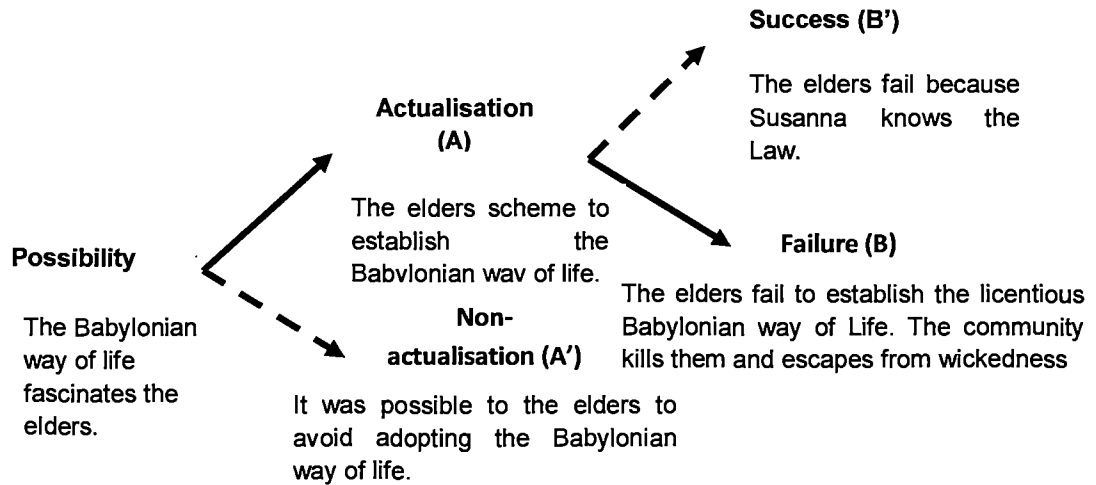 Success (B')
The elders fail because
Susanna knows the
Law.
Actualisation
(A)
The elders scheme to
establish the
Babylonian way of life.
Possibility
The Babylonian
way of life
fascinates the
elders.
Failure (B)
The elders fail to establish the licentious
Babylonian way of Life. The community
kills them and escapes from wickedness
Non-
actualisation (A')
It was possible to the elders to
avoid adopting the Babylonian
way of life.